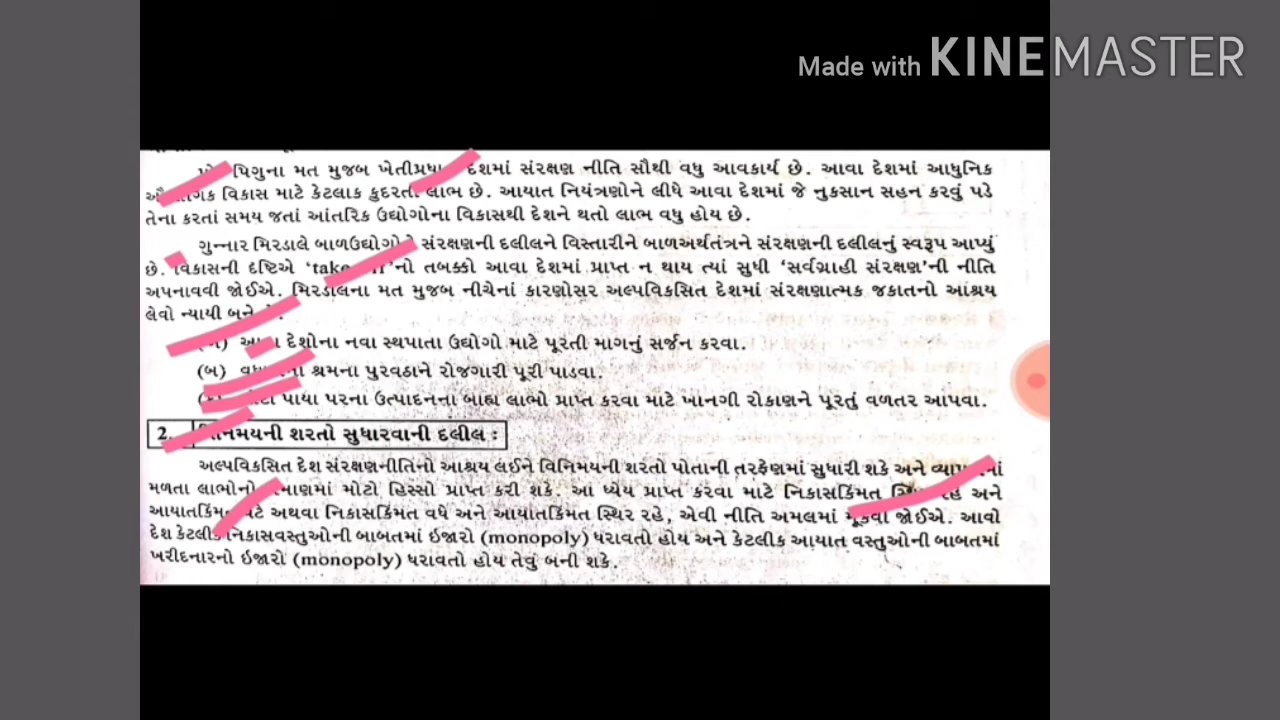 Made with KINEMASTER
પિગુના મત મુજબ ખેતીપ્રધા દેશમાં સંરક્ષણ નીતિ સૌથી વધુ આવકાર્ય છે. આવા દેશમાં આધુનિક
વિકાસ માટે કેટલાક કુદરતી લાભ છે. આયાત નિયંત્રણોને લીધે આવા દેશમાં જે નુકસાન સહન કરવું પડે
તેના કરતાં સમય જતાં આંતરિક ઉદ્યોગોના વિકાસથી દેશને થતો લાભ વધુ હોય છે.
ગુન્નાર મિરડાલે બાળઉદ્યોગોને સંરક્ષણની દલીલને વિસ્તારીને બાળઅર્થતંત્રને સંરક્ષણની દલીલનું સ્વરૂપ આપ્યું
છે. વિકાસની દૃષ્ટિએ ‘take નો તબક્કો આવા દેશમાં પ્રાપ્ત ન થાય ત્યાં સુધી ‘સર્વગ્રાહી સંરક્ષણ’ની નીતિ
અપનાવવી જોઈએ. મિરડાલના મત મુજબ નીચેનાં કારણોસર અલ્પવિકસિત દેશમાં સંરક્ષણાત્મક જકાતનો આંશ્રય
લેવો ન્યાયી બને
દેશોના નવા સ્થપાતા ઉદ્યોગો માટે પૂરતી માગનું સર્જન કરવા.
(બ) શ્રમના પુરવઠાને રોજગારી પૂરી પાડવા.
પાયા પરના ઉત્પાદનના બાહ્ય લાભો પ્રાપ્ત કરવા માટે ખાનગી રોકાણને પૂરતું વળતર આપવા.
2. વિનિમયની શરતો સુધારવાની દલીલ :
અલ્પવિકસિત દેશ સંરક્ષણનીતિનો આશ્રય લઈને વિનિમયની શરતો પોતાની તરફેણમાં સુધારી શકે અને
મળતા લાભોનો માં મોટો હિસ્સો પ્રાપ્ત કરી શકે. આ ધ્યેય પ્રાપ્ત કરવા માટે નિકાસકિંમત સ્થિર રહે અને
આયાતકિંમત ઘટે અથવા નિકાસકિંમત વધે અને આયાતકિંમત સ્થિર રહે, એવી નીતિ અમલમાં મૂકવી જોઈએ. આવો
દેશ કેટલીક નિકાસવસ્તુઓની બાબતમાં ઇજારો (monopoly) ધરાવતો હોય અને કેટલીક આયાત વસ્તુઓની બાબતમાં
ખરીદનારનો ઇજારો (monopoly) ધરાવતો હોય તેવું બની શકે.